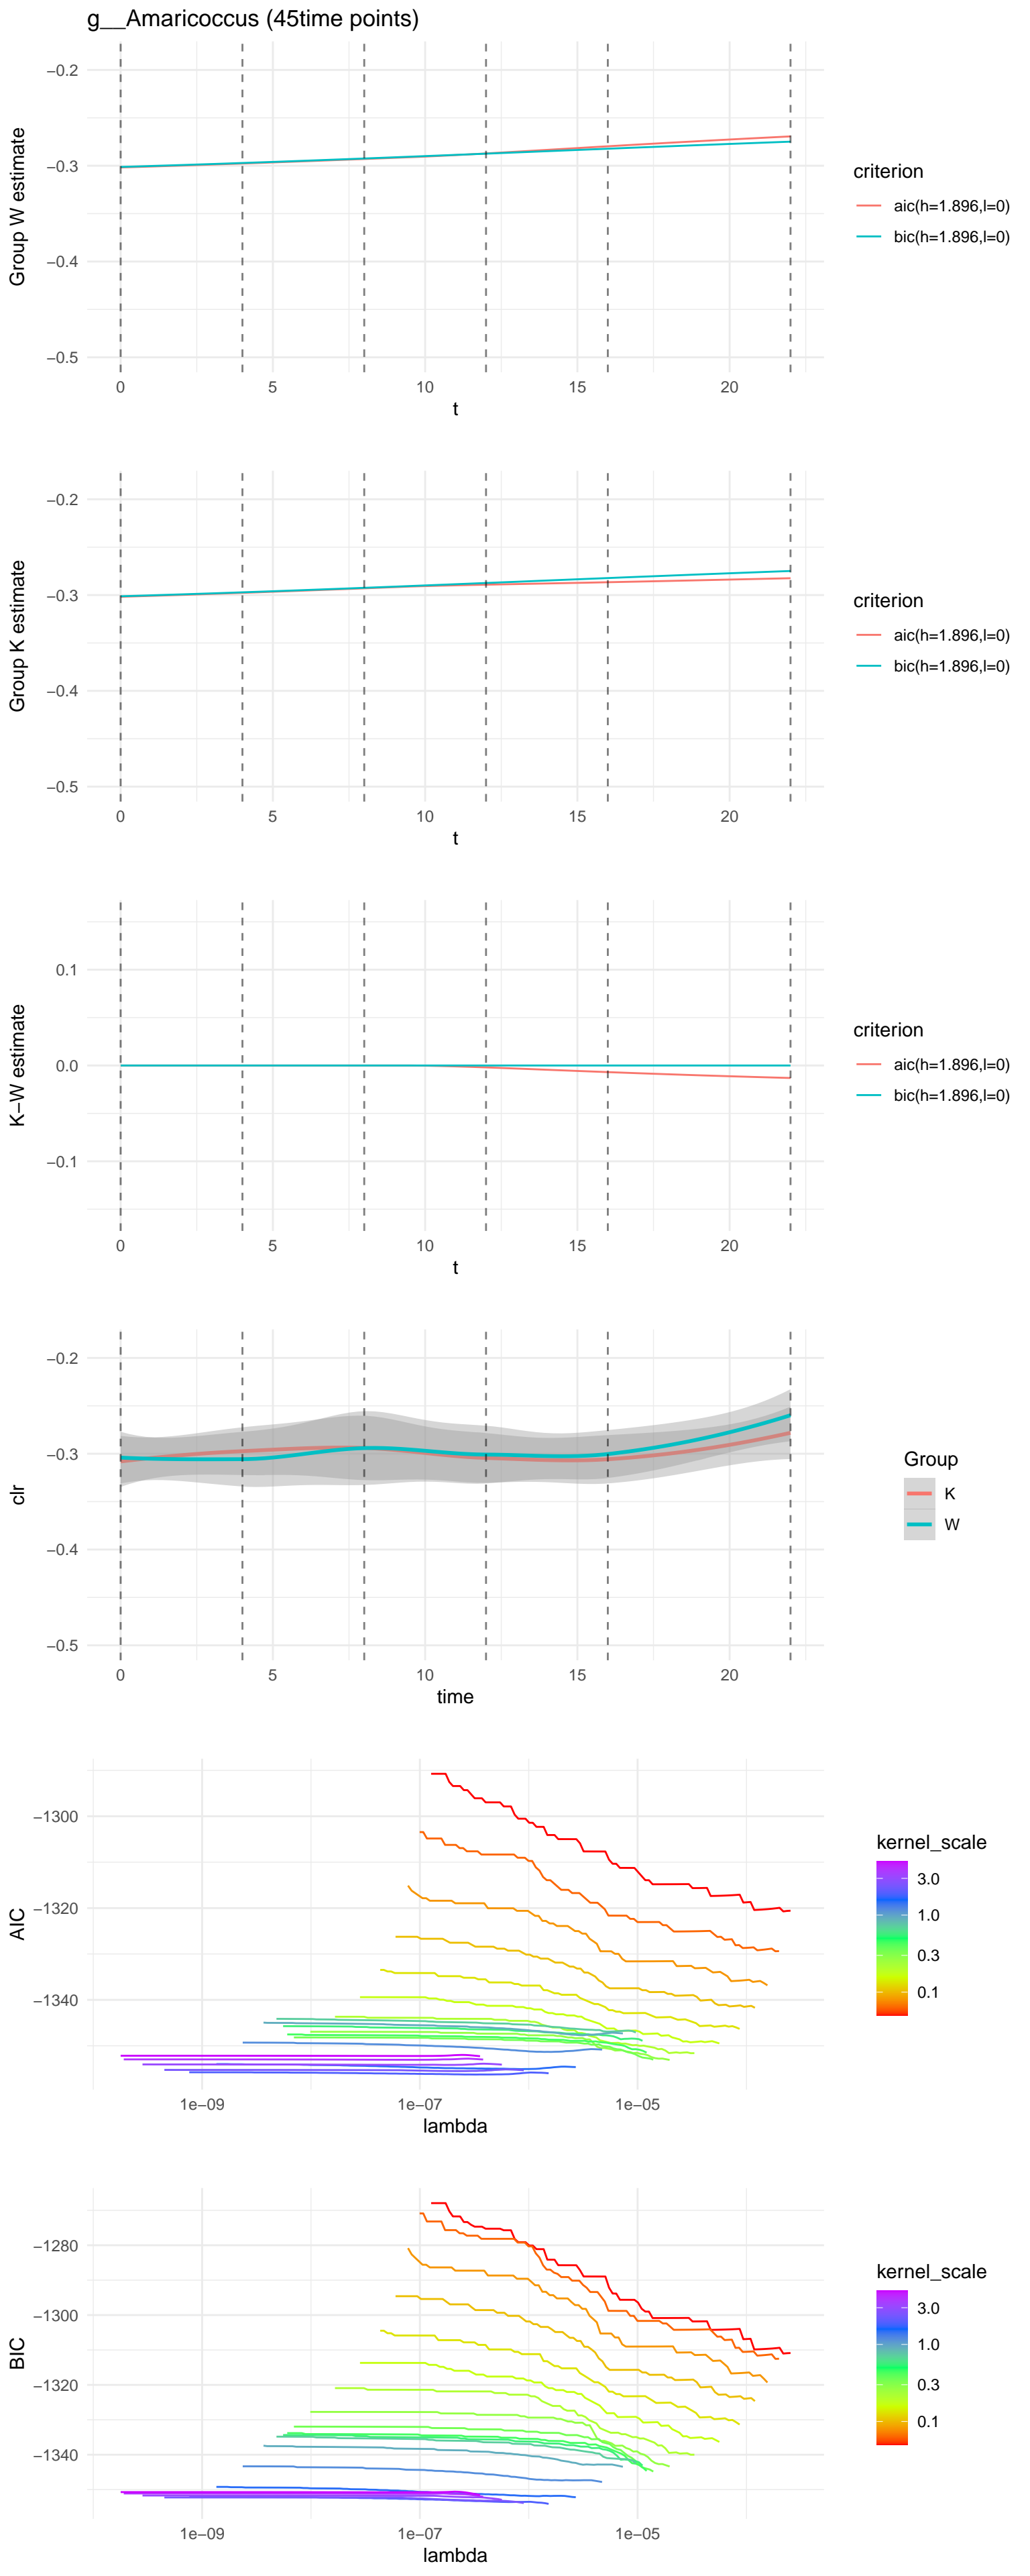 g__Amaricoccus (45time points)
Group W estimate
−0.2
−0.3
−0.4
−0.5
0 5 10 15 20
t
criterion
aic(h=1.896,l=0)
bic(h=1.896,l=0)
Group K estimate
−0.2
−0.3
−0.4
−0.5
0 5 10 15 20
t
criterion
aic(h=1.896,l=0)
bic(h=1.896,l=0)
K−W estimate
0.1
0.0
−0.1
0 5 10 15 20
t
criterion
aic(h=1.896,l=0)
bic(h=1.896,l=0)
clr
−0.2
−0.3
−0.4
−0.5
0 5 10 15 20
time
Group
K
W
AIC
−1300
−1320
−1340
1e−09 1e−07 1e−05
lambda
kernel_scale
3.0
1.0
0.3
0.1
BIC
−1280
−1300
−1320
−1340
1e−09 1e−07 1e−05
lambda
kernel_scale
3.0
1.0
0.3
0.1